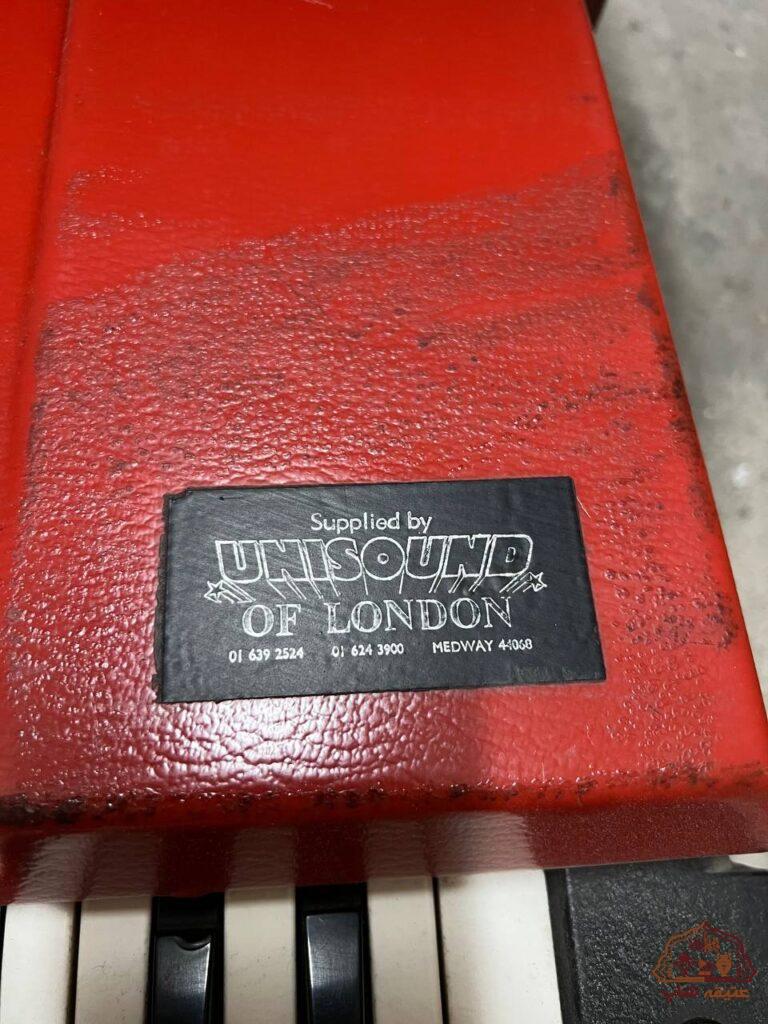 Supplied by
UNISOUND
OF LONDON
01 639 2524 01 624 3900 MEDWAY 44068